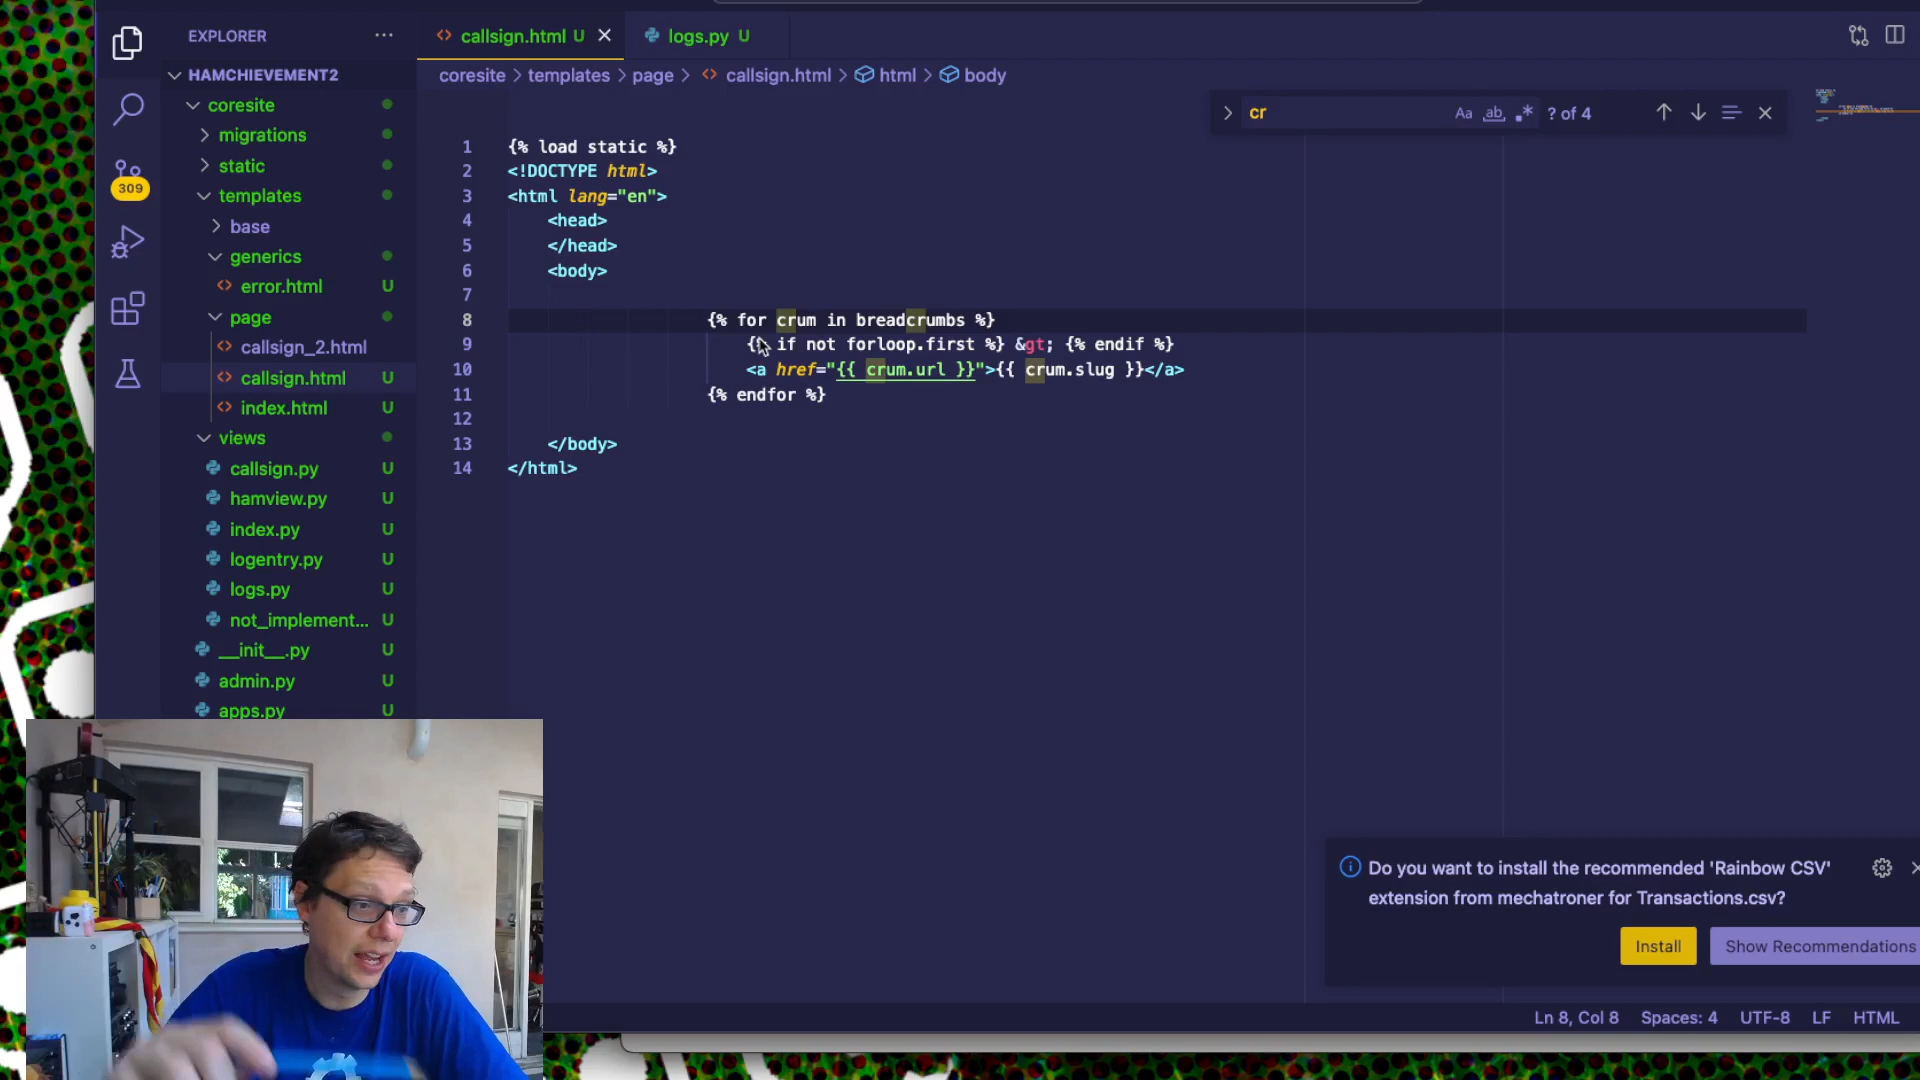 EXPLORER
HAMCHIEVEMENT2
coresite
migrations
static
templates
base
generics
error.html U
page
callsign_2.html
callsign.html U
index.html U
views
callsign.py U
hamview.py U
index.py U
logentry.py U
logs.py U
not_implement... U
__init__.py U
admin.py U
apps.py U
309
callsign.html U
logs.py U
coresite > templates > page > callsign.html > html > body
cr
Aa ab ? of 4
1 {% load static %}
2 <!DOCTYPE html>
3 <html lang="en">
4 <head>
5 </head>
6 <body>
7
8 {% for crum in breadcrumbs %}
9 {% if not forloop.first %} &gt; {% endif %}
10 <a href="{{ crum.url }}">{{ crum.slug }}</a>
11 {% endfor %}
12
13 </body>
14 </html>
Do you want to install the recommended 'Rainbow CSV'
extension from mechatroner for Transactions.csv?
Install
Show Recommendations
Ln 8, Col 8 Spaces: 4 UTF-8 LF HTML